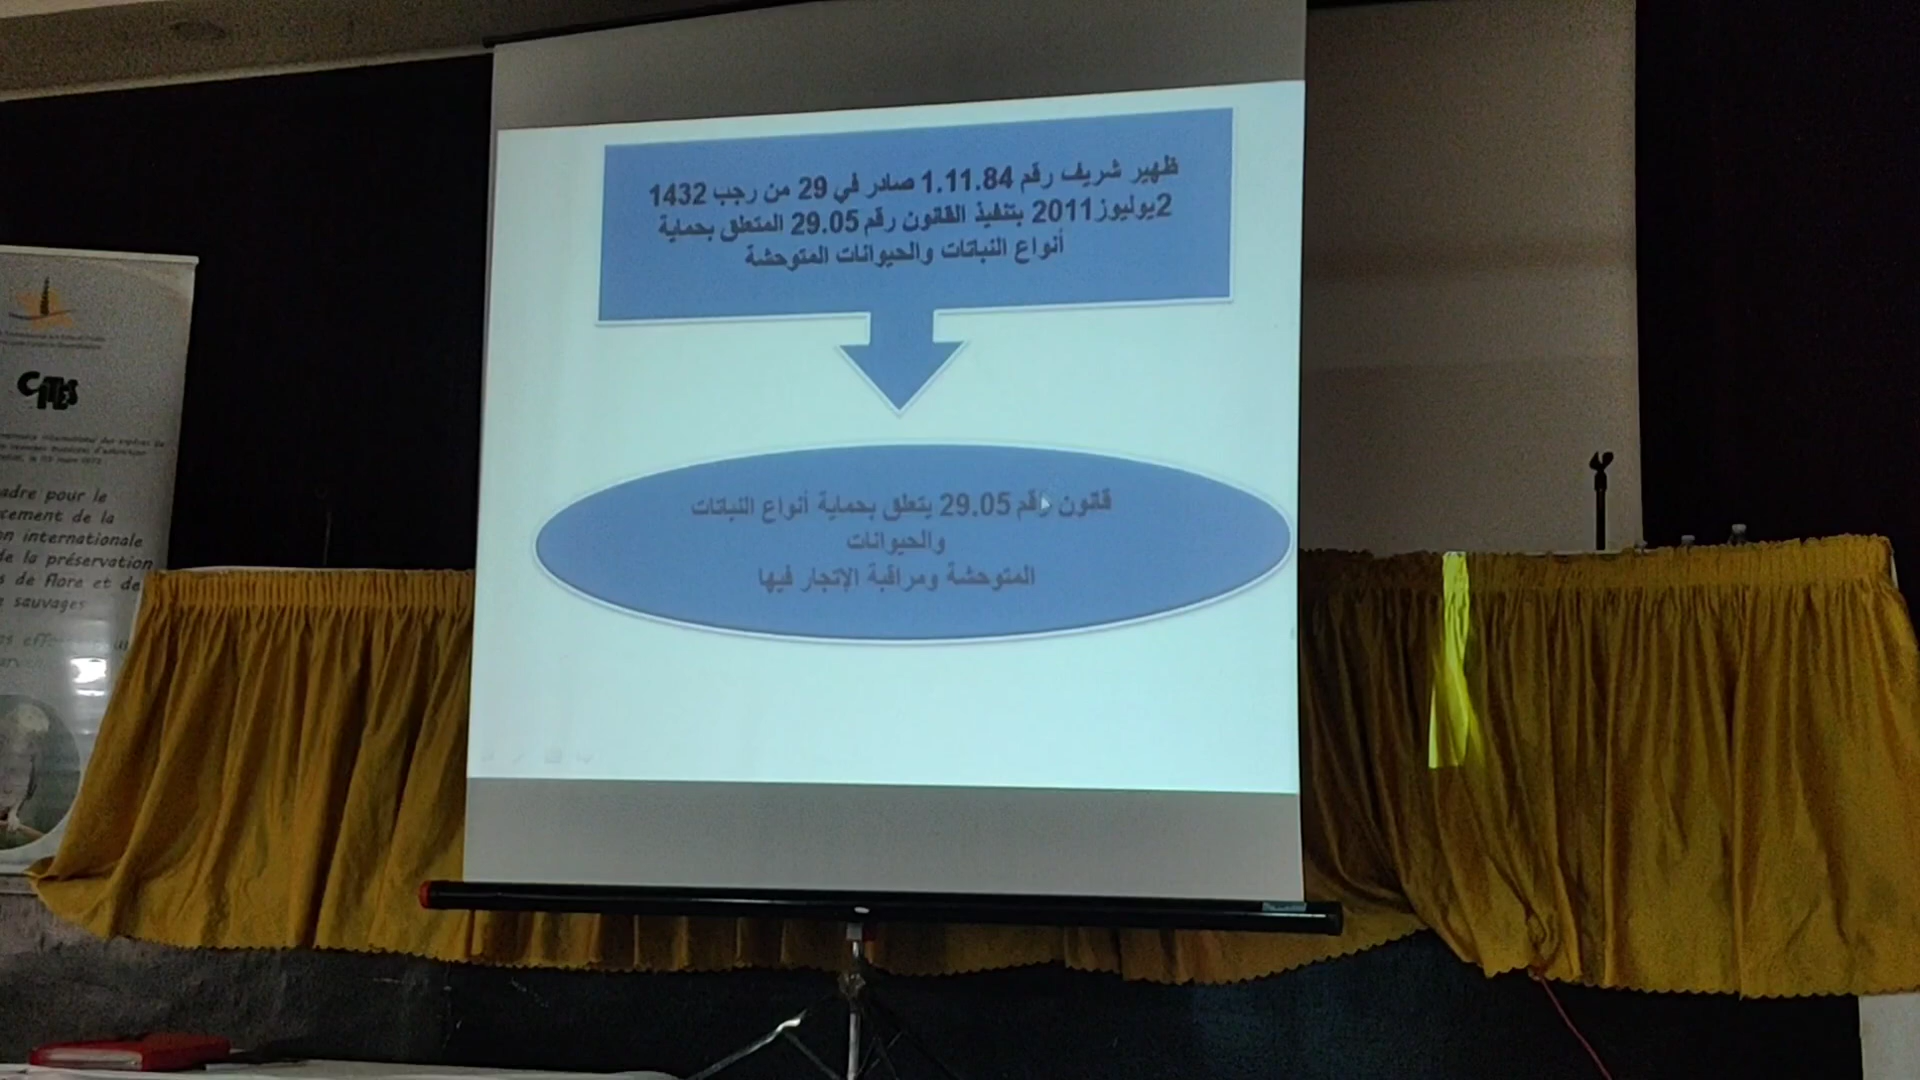 ظهير شريف رقم 1.11.84 صادر في 29 من رجب 1432
2يوليوز2011 بتنفيذ القانون رقم 29.05 المتعلق بحماية
أنواع النباتات والحيوانات المتوحشة
قانون رقم 29.05 يتعلق بحماية أنواع النباتات
والحيوانات
المتوحشة ومراقبة الإتجار فيها
CITES
adre pour le
cement de la
on internationale
de la préservation
s de flore et de
sauvages